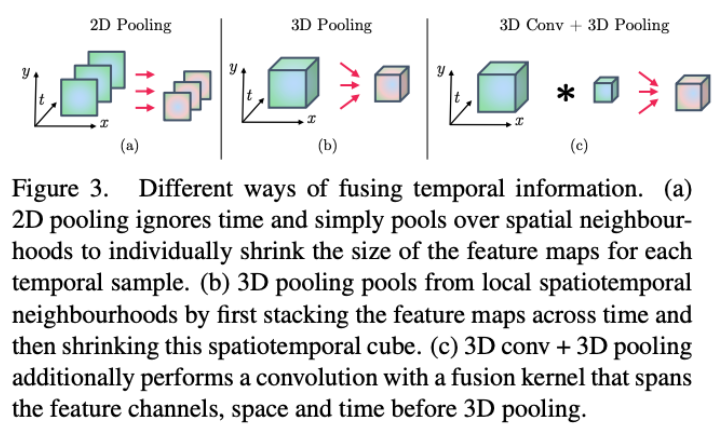 2D Pooling
3D Pooling
3D Conv + 3D Pooling
y
t
x
y
t
x
y
t
x
*
(a)
(b)
(c)
Figure 3. Different ways of fusing temporal information. (a)
2D pooling ignores time and simply pools over spatial neighbour-
hoods to individually shrink the size of the feature maps for each
temporal sample. (b) 3D pooling pools from local spatiotemporal
neighbourhoods by first stacking the feature maps across time and
then shrinking this spatiotemporal cube. (c) 3D conv + 3D pooling
additionally performs a convolution with a fusion kernel that spans
the feature channels, space and time before 3D pooling.